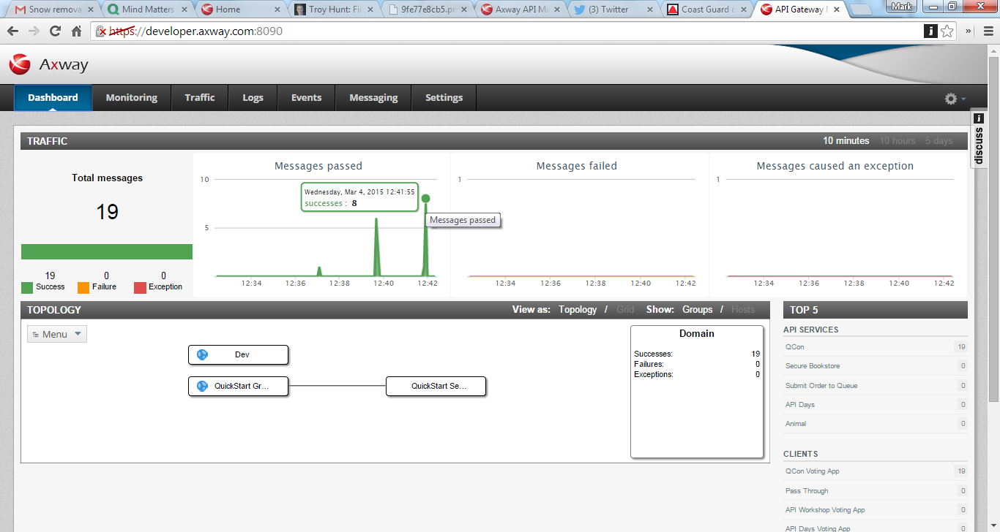 Snow remova
Mind Matters
Home
Troy Hunt: Fi
9fe77e8cb5.pr
Axway API Ma
(3) Twitter
Coast Guard c
API Gateway
Mark
https://developer.axway.com:8090
Axway
Dashboard Monitoring Traffic Logs Events Messaging Settings
discuss
TRAFFIC 10 minutes 10 hours 5 days
Total messages
19
19 0 0
Success Failure Exception
Messages passed
10
5
Wednesday, Mar 4, 2015 12:41:55
successes : 8
Messages passed
12:34 12:36 12:38 12:40 12:42
Messages failed
1
12:34 12:36 12:38 12:40 12:42
Messages caused an exception
1
12:34 12:36 12:38 12:40 12:42
TOPOLOGY View as: Topology / Grid Show: Groups / Hosts
Menu
Dev
QuickStart Gr...
QuickStart Se...
Domain
Successes: 19
Failures: 0
Exceptions: 0
TOP 5
API SERVICES
QCon 19
Secure Bookstore 0
Submit Order to Queue 0
API Days 0
Animal 0
CLIENTS
QCon Voting App 19
Pass Through 0
API Workshop Voting App 0
API Days Voting App 0